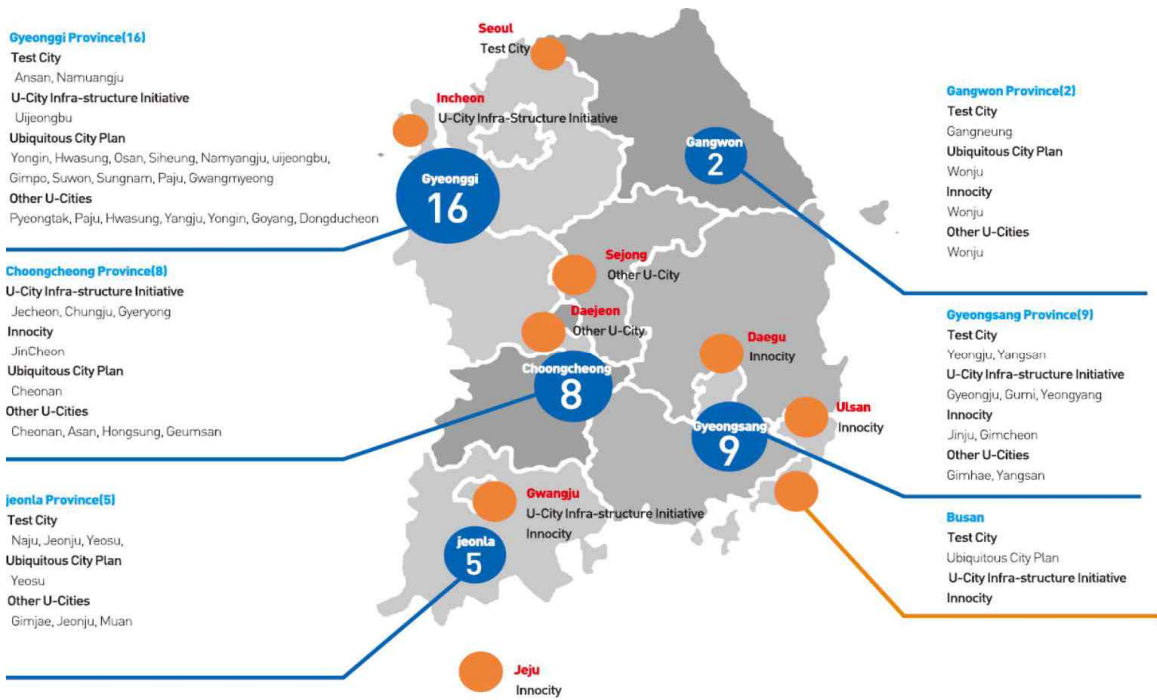 Gyeonggi Province(16)
Test City
Ansan, Namuangju
U-City Infra-structure Initiative
Uijeongbu
Ubiquitous City Plan
Yongin, Hwasung, Osan, Siheung, Namyangju, uijeongbu,
Gimpo, Suwon, Sungnam, Paju, Gwangmyeong
Other U-Cities
Pyeongtak, Paju, Hwasung, Yangju, Yongin, Goyang, Dongducheon
Choongcheong Province(8)
U-City Infra-structure Initiative
Jecheon, Chungju, Gyeryong
Innocity
JinCheon
Ubiquitous City Plan
Cheonan
Other U-Cities
Cheonan, Asan, Hongsung, Geumsan
jeonla Province(5)
Test City
Naju, Jeonju, Yeosu,
Ubiquitous City Plan
Yeosu
Other U-Cities
Gimjae, Jeonju, Muan
Seoul
Test City
Incheon
U-City Infra-Structure Initiative
Gyeonggi
16
Gangwon
2
Sejong
Other U-City
Daejeon
Other U-City
Choongcheong
8
Daegu
Innocity
Ulsan
Innocity
Gyeongsang
9
Gwangju
U-City Infra-structure Initiative
Innocity
jeonla
5
Jeju
Innocity
Gangwon Province(2)
Test City
Gangneung
Ubiquitous City Plan
Wonju
Innocity
Wonju
Other U-Cities
Wonju
Gyeongsang Province(9)
Test City
Yeongju, Yangsan
U-City Infra-structure Initiative
Gyeongju, Gumi, Yeongyang
Innocity
Jinju, Gimcheon
Other U-Cities
Gimhae, Yangsan
Busan
Test City
Ubiquitous City Plan
U-City Infra-structure Initiative
Innocity